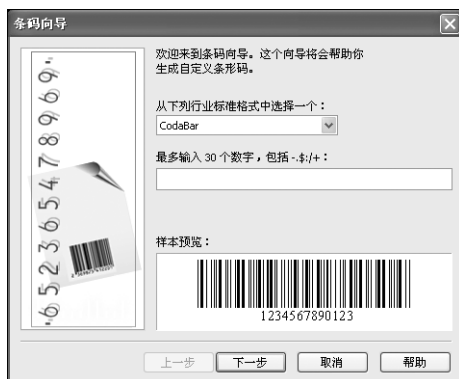 条码向导
欢迎来到条码向导。这个向导将会帮助你
生成自定义条形码。
从下列行业标准格式中选择一个：
CodaBar
最多输入 30 个数字，包括 -.$:/+：
样本预览：
1234567890123
上一步
下一步
取消
帮助